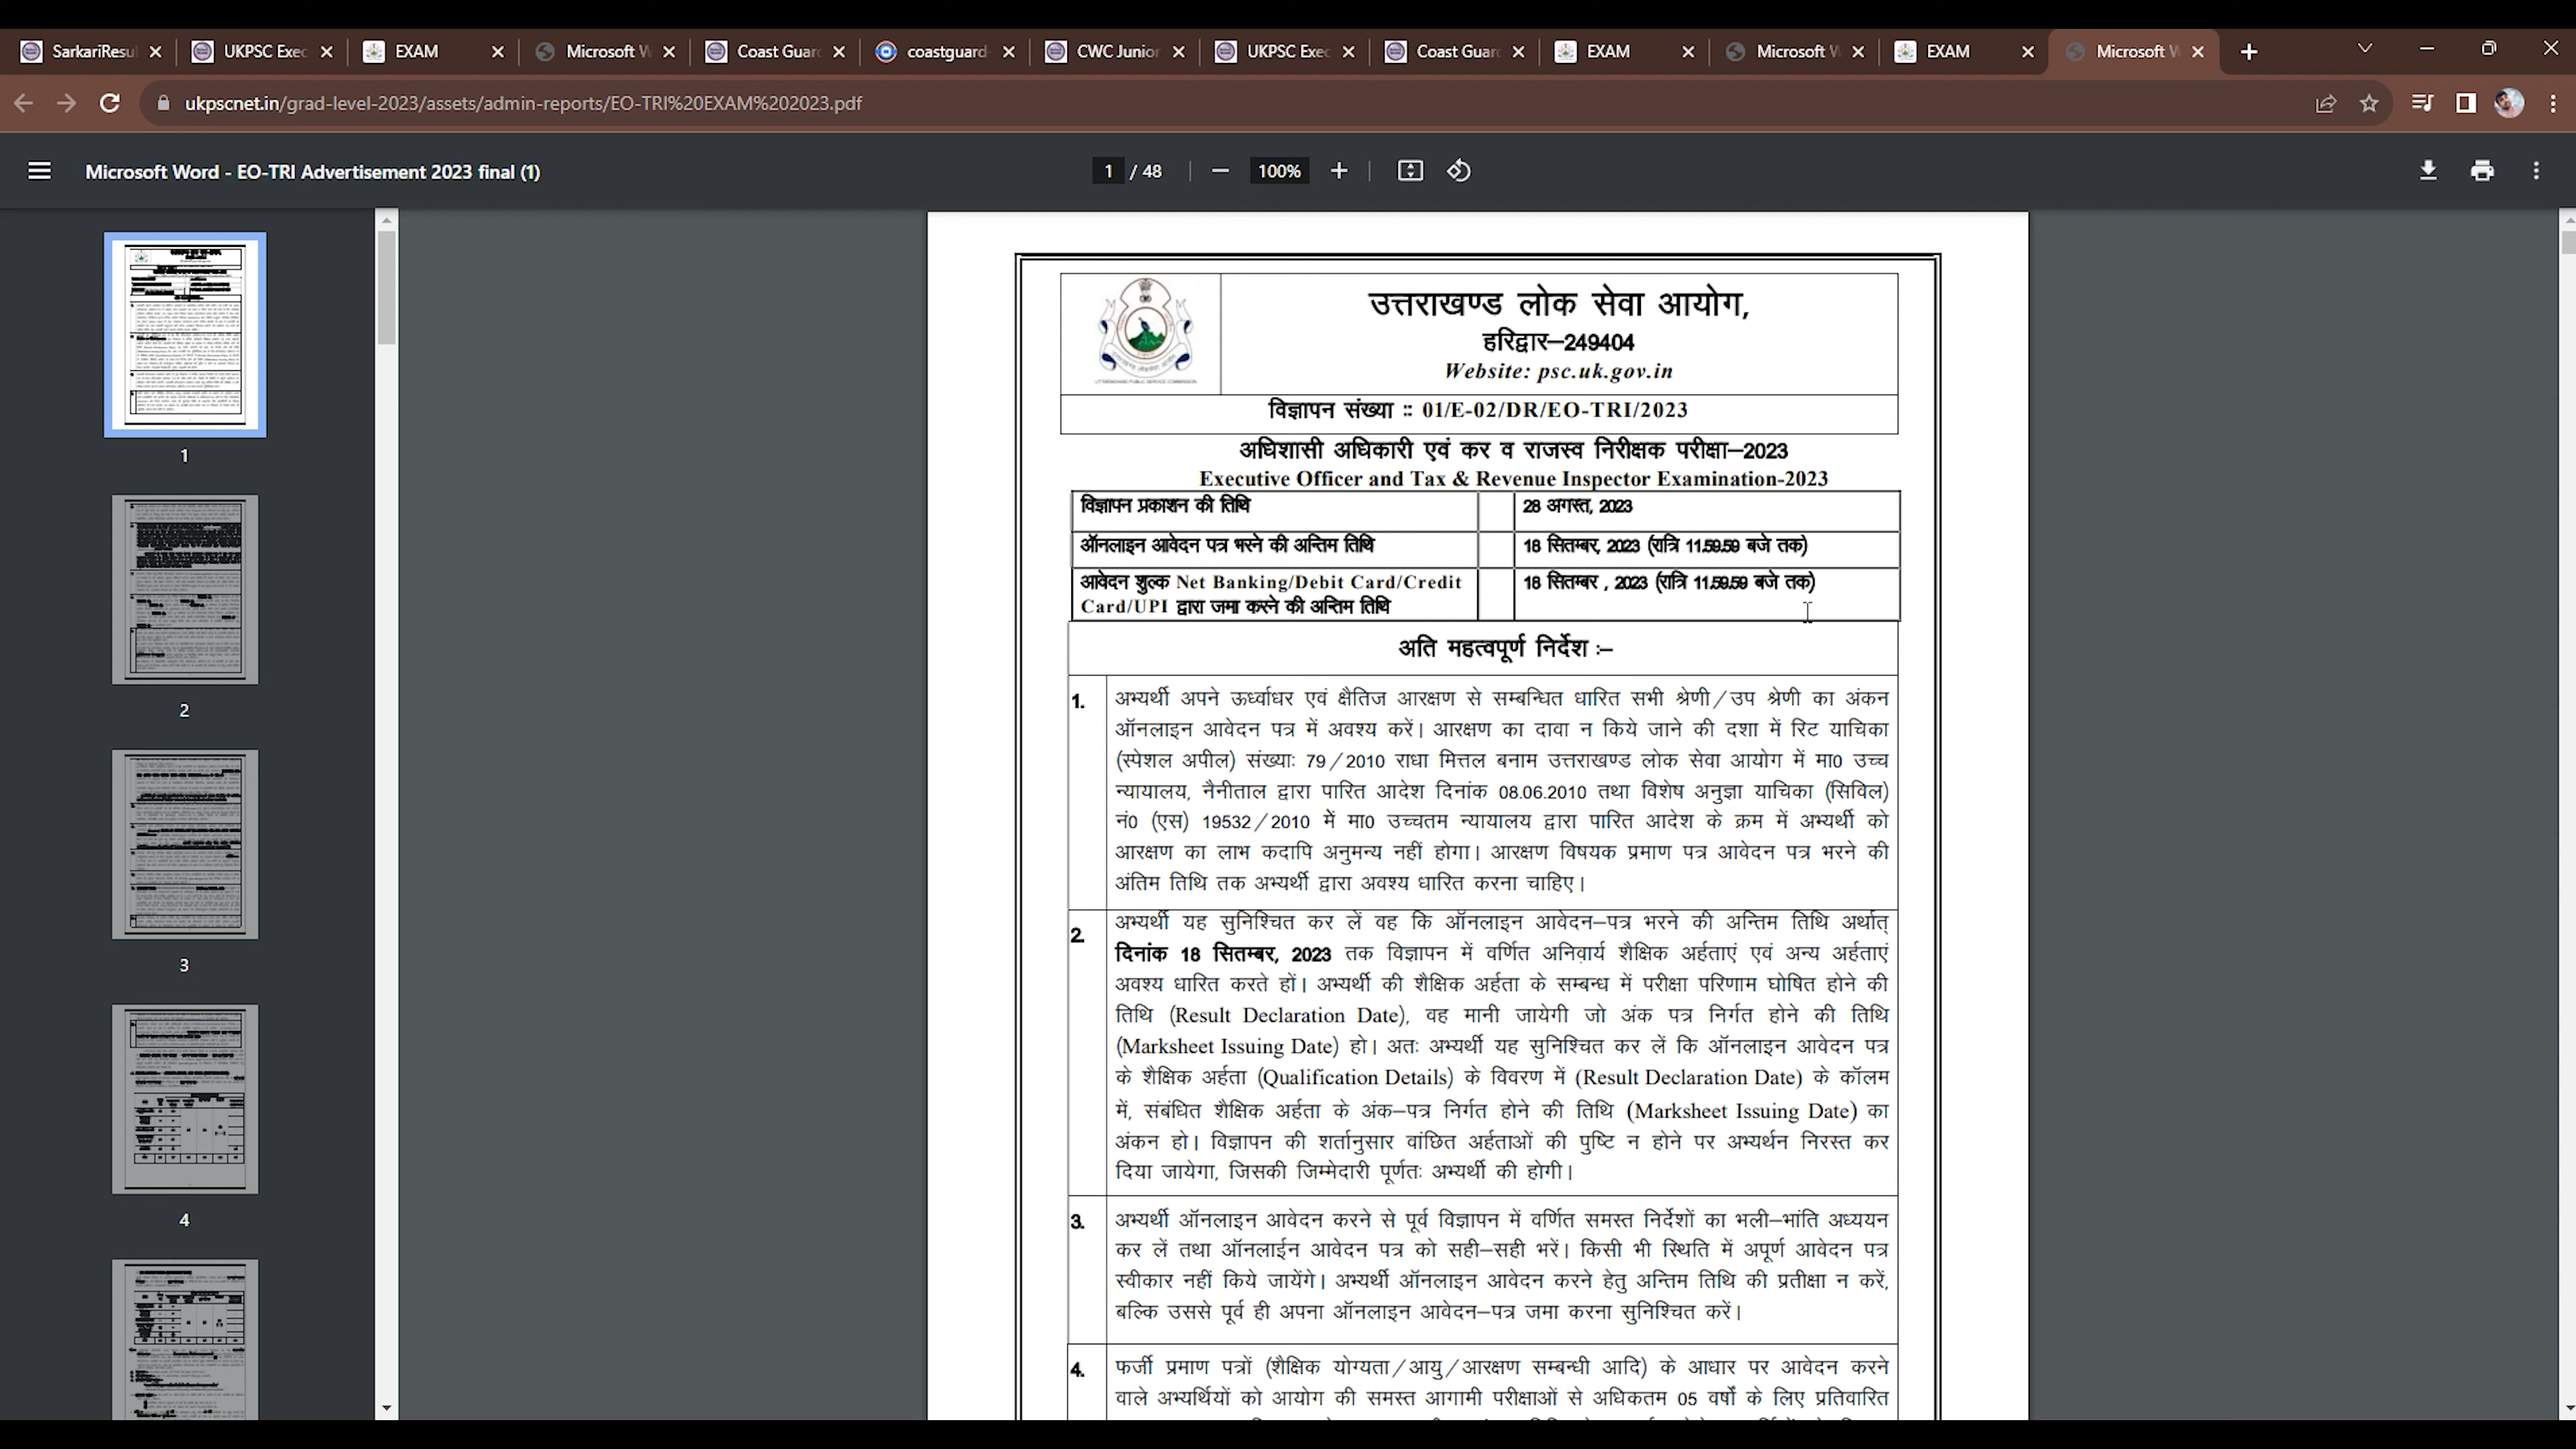 SarkariResu
UKPSC Exec
EXAM
Microsoft W
Coast Guar
coastguard-
CWC Junior
UKPSC Exec
Coast Guar
EXAM
Microsoft W
EXAM
Microsoft W
ukpscnet.in/grad-level-2023/assets/admin-reports/EO-TRI%20EXAM%202023.pdf
Microsoft Word - EO-TRI Advertisement 2023 final (1)
1 / 48
100%
1
2
3
4
उत्तराखण्ड लोक सेवा आयोग,
हरिद्वार–249404
Website: psc.uk.gov.in
UTTARAKHAND PUBLIC SERVICE COMMISSION
विज्ञापन संख्या :: 01/E-02/DR/EO-TRI/2023
अधिशासी अधिकारी एवं कर व राजस्व निरीक्षक परीक्षा–2023
Executive Officer and Tax & Revenue Inspector Examination-2023
विज्ञापन प्रकाशन की तिथि 28 अगस्त, 2023
ऑनलाइन आवेदन पत्र भरने की अन्तिम तिथि 18 सितम्बर, 2023 (रात्रि 11.59.59 बजे तक)
आवेदन शुल्क Net Banking/Debit Card/Credit 18 सितम्बर , 2023 (रात्रि 11.59.59 बजे तक)
Card/UPI द्वारा जमा करने की अन्तिम तिथि
अति महत्वपूर्ण निर्देश :–
1. अभ्यर्थी अपने ऊर्ध्वाधर एवं क्षैतिज आरक्षण से सम्बन्धित धारित सभी श्रेणी/उप श्रेणी का अंकन
ऑनलाइन आवेदन पत्र में अवश्य करें। आरक्षण का दावा न किये जाने की दशा में रिट याचिका
(स्पेशल अपील) संख्याः 79/2010 राधा मित्तल बनाम उत्तराखण्ड लोक सेवा आयोग में मा0 उच्च
न्यायालय, नैनीताल द्वारा पारित आदेश दिनांक 08.06.2010 तथा विशेष अनुज्ञा याचिका (सिविल)
नं0 (एस) 19532/2010 में मा0 उच्चतम न्यायालय द्वारा पारित आदेश के क्रम में अभ्यर्थी को
आरक्षण का लाभ कदापि अनुमन्य नहीं होगा। आरक्षण विषयक प्रमाण पत्र आवेदन पत्र भरने की
अंतिम तिथि तक अभ्यर्थी द्वारा अवश्य धारित करना चाहिए।
2. अभ्यर्थी यह सुनिश्चित कर लें वह कि ऑनलाइन आवेदन–पत्र भरने की अन्तिम तिथि अर्थात्
दिनांक 18 सितम्बर, 2023 तक विज्ञापन में वर्णित अनिवार्य शैक्षिक अर्हताएं एवं अन्य अर्हताएं
अवश्य धारित करते हों। अभ्यर्थी की शैक्षिक अर्हता के सम्बन्ध में परीक्षा परिणाम घोषित होने की
तिथि (Result Declaration Date), वह मानी जायेगी जो अंक पत्र निर्गत होने की तिथि
(Marksheet Issuing Date) हो। अतः अभ्यर्थी यह सुनिश्चित कर लें कि ऑनलाइन आवेदन पत्र
के शैक्षिक अर्हता (Qualification Details) के विवरण में (Result Declaration Date) के कॉलम
में, संबंधित शैक्षिक अर्हता के अंक–पत्र निर्गत होने की तिथि (Marksheet Issuing Date) का
अंकन हो। विज्ञापन की शर्तानुसार वांछित अर्हताओं की पुष्टि न होने पर अभ्यर्थन निरस्त कर
दिया जायेगा, जिसकी जिम्मेदारी पूर्णतः अभ्यर्थी की होगी।
3. अभ्यर्थी ऑनलाइन आवेदन करने से पूर्व विज्ञापन में वर्णित समस्त निर्देशों का भली–भांति अध्ययन
कर लें तथा ऑनलाईन आवेदन पत्र को सही–सही भरें। किसी भी स्थिति में अपूर्ण आवेदन पत्र
स्वीकार नहीं किये जायेंगे। अभ्यर्थी ऑनलाइन आवेदन करने हेतु अन्तिम तिथि की प्रतीक्षा न करें,
बल्कि उससे पूर्व ही अपना ऑनलाइन आवेदन–पत्र जमा करना सुनिश्चित करें।
4. फर्जी प्रमाण पत्रों (शैक्षिक योग्यता/आयु/आरक्षण सम्बन्धी आदि) के आधार पर आवेदन करने
वाले अभ्यर्थियों को आयोग की समस्त आगामी परीक्षाओं से अधिकतम 05 वर्षों के लिए प्रतिवारित